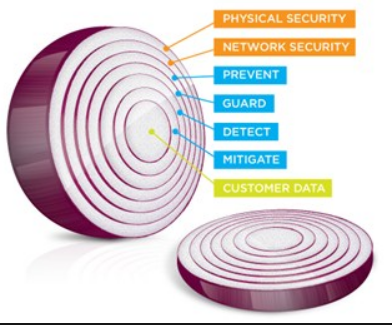 PHYSICAL SECURITY
NETWORK SECURITY
PREVENT
GUARD
DETECT
MITIGATE
CUSTOMER DATA